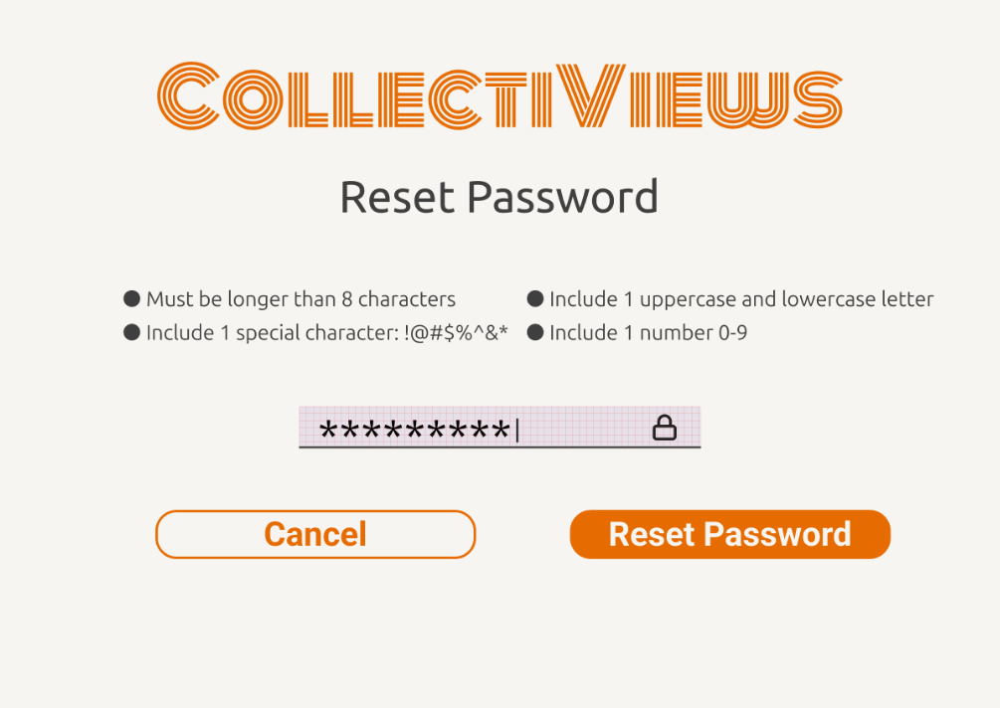 CollectiViews
Reset Password
● Must be longer than 8 characters
● Include 1 uppercase and lowercase letter
● Include 1 special character: !@#$%^&*
● Include 1 number 0-9
*********|
Cancel
Reset Password